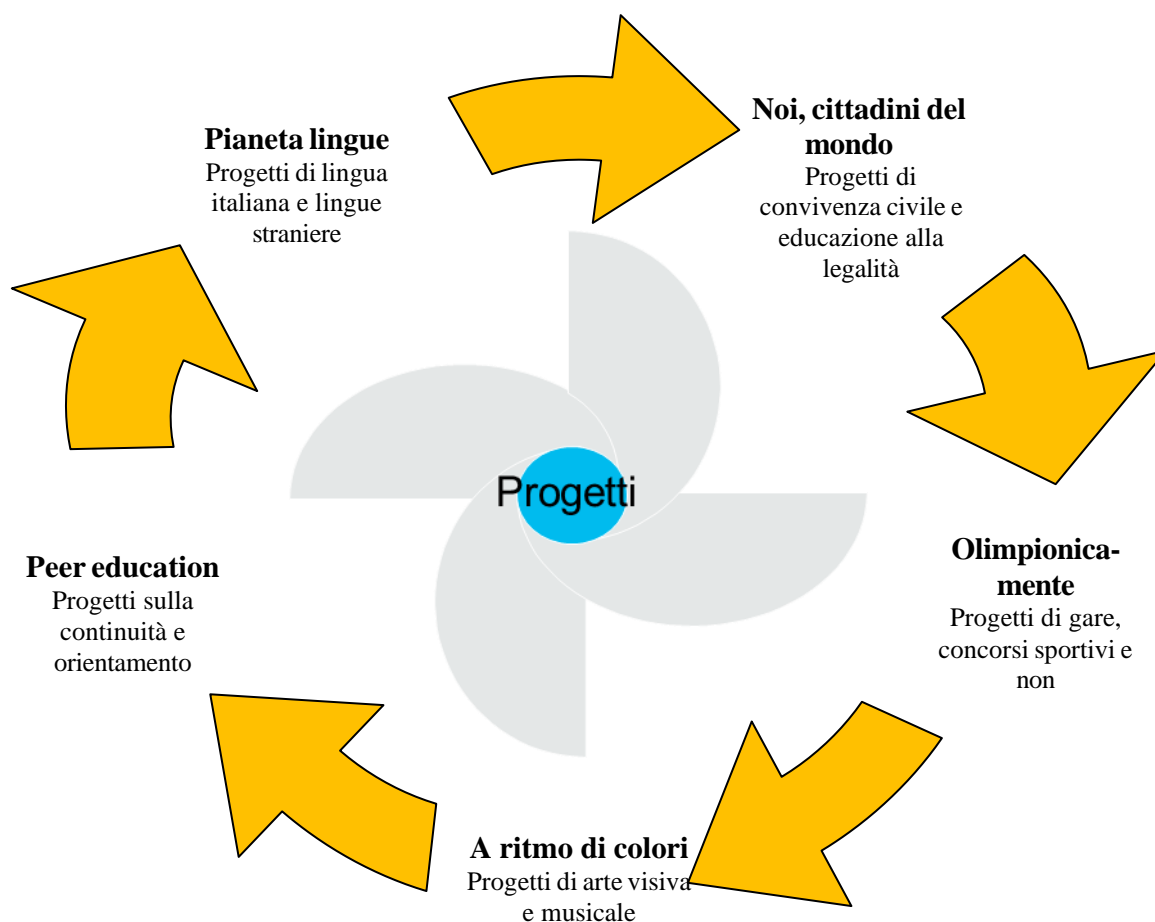 Pianeta lingue
Progetti di lingua
italiana e lingue
straniere
Noi, cittadini del
mondo
Progetti di
convivenza civile e
educazione alla
legalità
Olimpionica-
mente
Progetti di gare,
concorsi sportivi e
non
A ritmo di colori
Progetti di arte visiva
e musicale
Peer education
Progetti sulla
continuità e
orientamento
Progetti